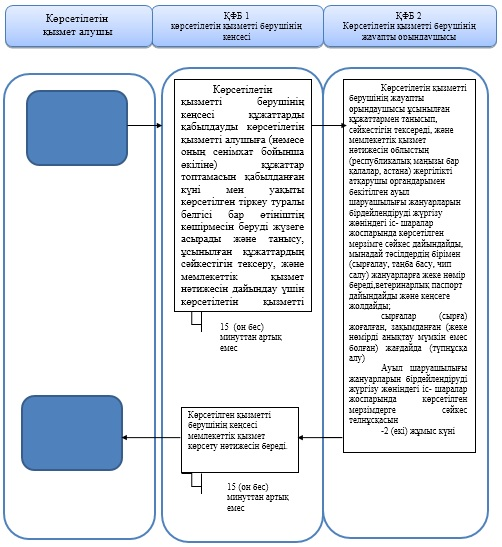 Көрсетілетін
қызмет алушы
ҚФБ 1
көрсетілетін қызметті берушінің
кеңсесі
ҚФБ 2
Көрсетілетін қызметті берушінің
жауапты орындаушысы
Көрсетілетін
қызметті берушінің
кеңсесі құжаттарды
қабылдауды көрсетілетін
қызметті алушыға (немесе
оның сенімхат бойынша
өкіліне) құжаттар
топтамасын қабылданған
күні мен уақыты
көрсетілген тіркеу туралы
белгісі бар өтініштің
көшірмесін беруді жүзеге
асырады және танысу,
ұсынылған құжаттардың
сәйкестігін тексеру, және
мемлекеттік қызмет
нәтижесін дайындау үшін
көрсетілетін қызметті
15 (он бес)
минуттан артық
емес
Көрсетілетін қызметті
берушінің жауапты
орындаушысы ұсынылған
құжаттармен танысып,
сәйкестігін тексереді, және
мемлекеттік қызмет
нәтижесін облыстың
(республикалық маңызы бар
қалалар, астана) жергілікті
атқарушы органдарымен
бекітілген ауыл
шаруашылығы жануарларын
бірдейлендіруді жүргізу
жөніндегі іс- шаралар
жоспарында көрсетілген
мерзімге сәйкес дайындайды,
мынадай тәсілдердің бірімен
(сырғалау, таңба басу, чип
салу) жануарларға жеке нөмір
береді,ветеринарлық паспорт
дайындайды және кеңсеге
жолдайды;
сырғалар (сырға)
жоғалған, зақымданған (жеке
нөмірді анықтау мүмкін емес
болған) жағдайда (түпнұсқа
алу)
Ауыл шаруашылығы
жануарларын бірдейлендіруді
жүргізу жөніндегі іс- шаралар
жоспарында көрсетілген
мерзімдерге сәйкес
телнұсқасын
-2 (екі) жұмыс күні
Көрсетілген қызметті
берушінің кеңсесі
мемлекеттік қызмет
көрсету нәтижесін береді.
15 (он бес)
минуттан артық
емес